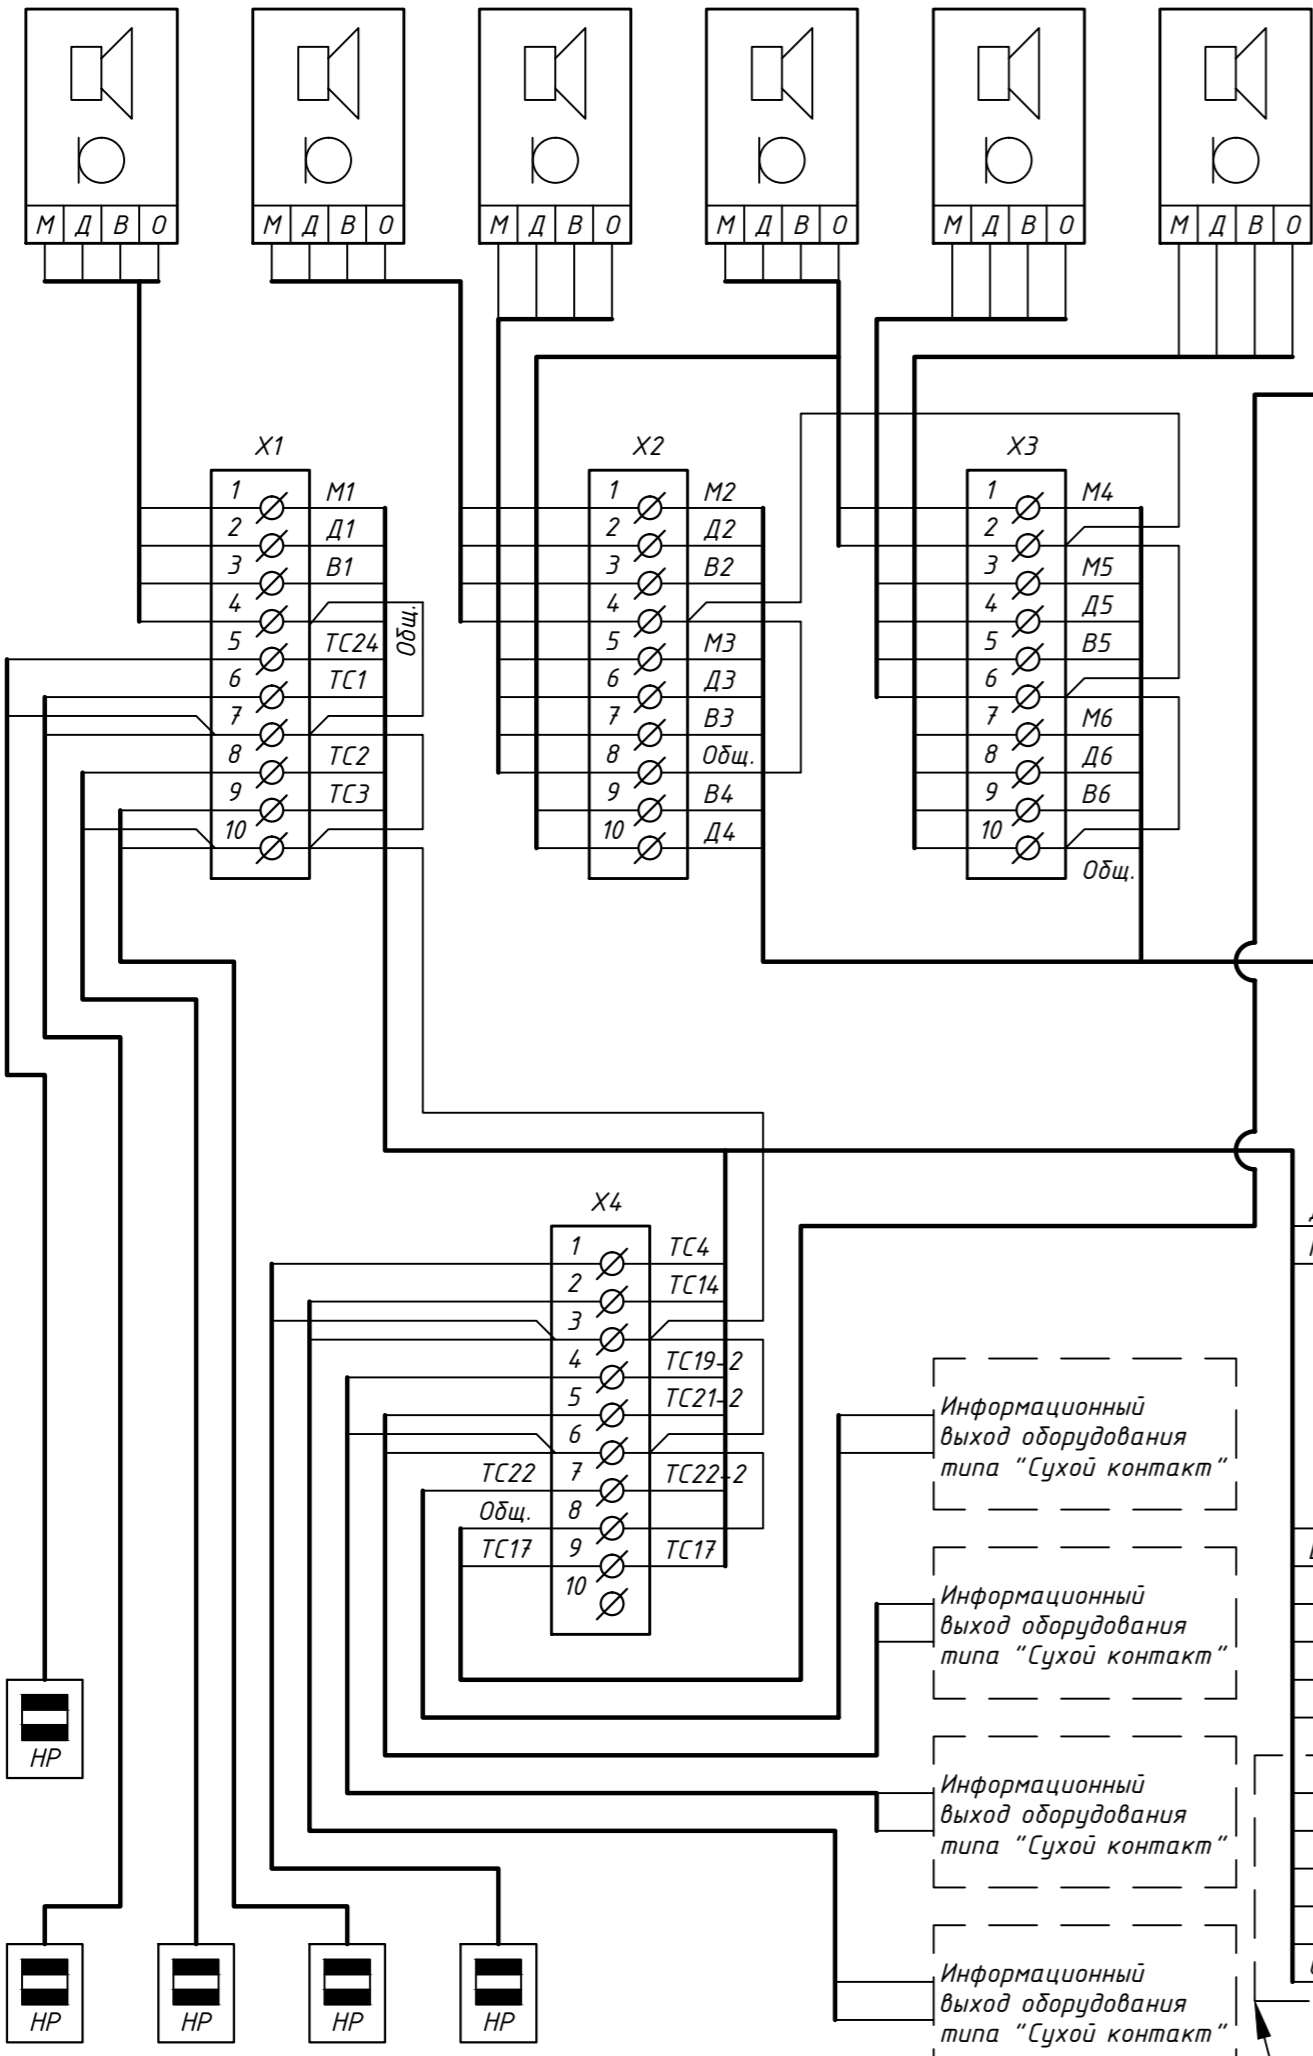 М Д В О
М Д В О
М Д В О
М Д В О
М Д В О
М Д В О
X1
1 М1
2 Д1
3 В1
4
Общ.
5 ТС24
6 ТС1
7
8 ТС2
9 ТС3
10
X2
1 М2
2 Д2
3 В2
4
5 М3
6 Д3
7 В3
8 Общ.
9 В4
10 Д4
X3
1 М4
2
3 М5
4 Д5
5 В5
6
7 М6
8 Д6
9 В6
10
Общ.
X4
1 ТС4
2 ТС14
3
4 ТС19-2
5 ТС21-2
6
ТС22 7 ТС22-2
Общ. 8
ТС17 9 ТС17
10
Информационный
выход оборудования
типа "Сухой контакт"
Информационный
выход оборудования
типа "Сухой контакт"
Информационный
выход оборудования
типа "Сухой контакт"
Информационный
выход оборудования
типа "Сухой контакт"
НР
НР
НР
НР
НР